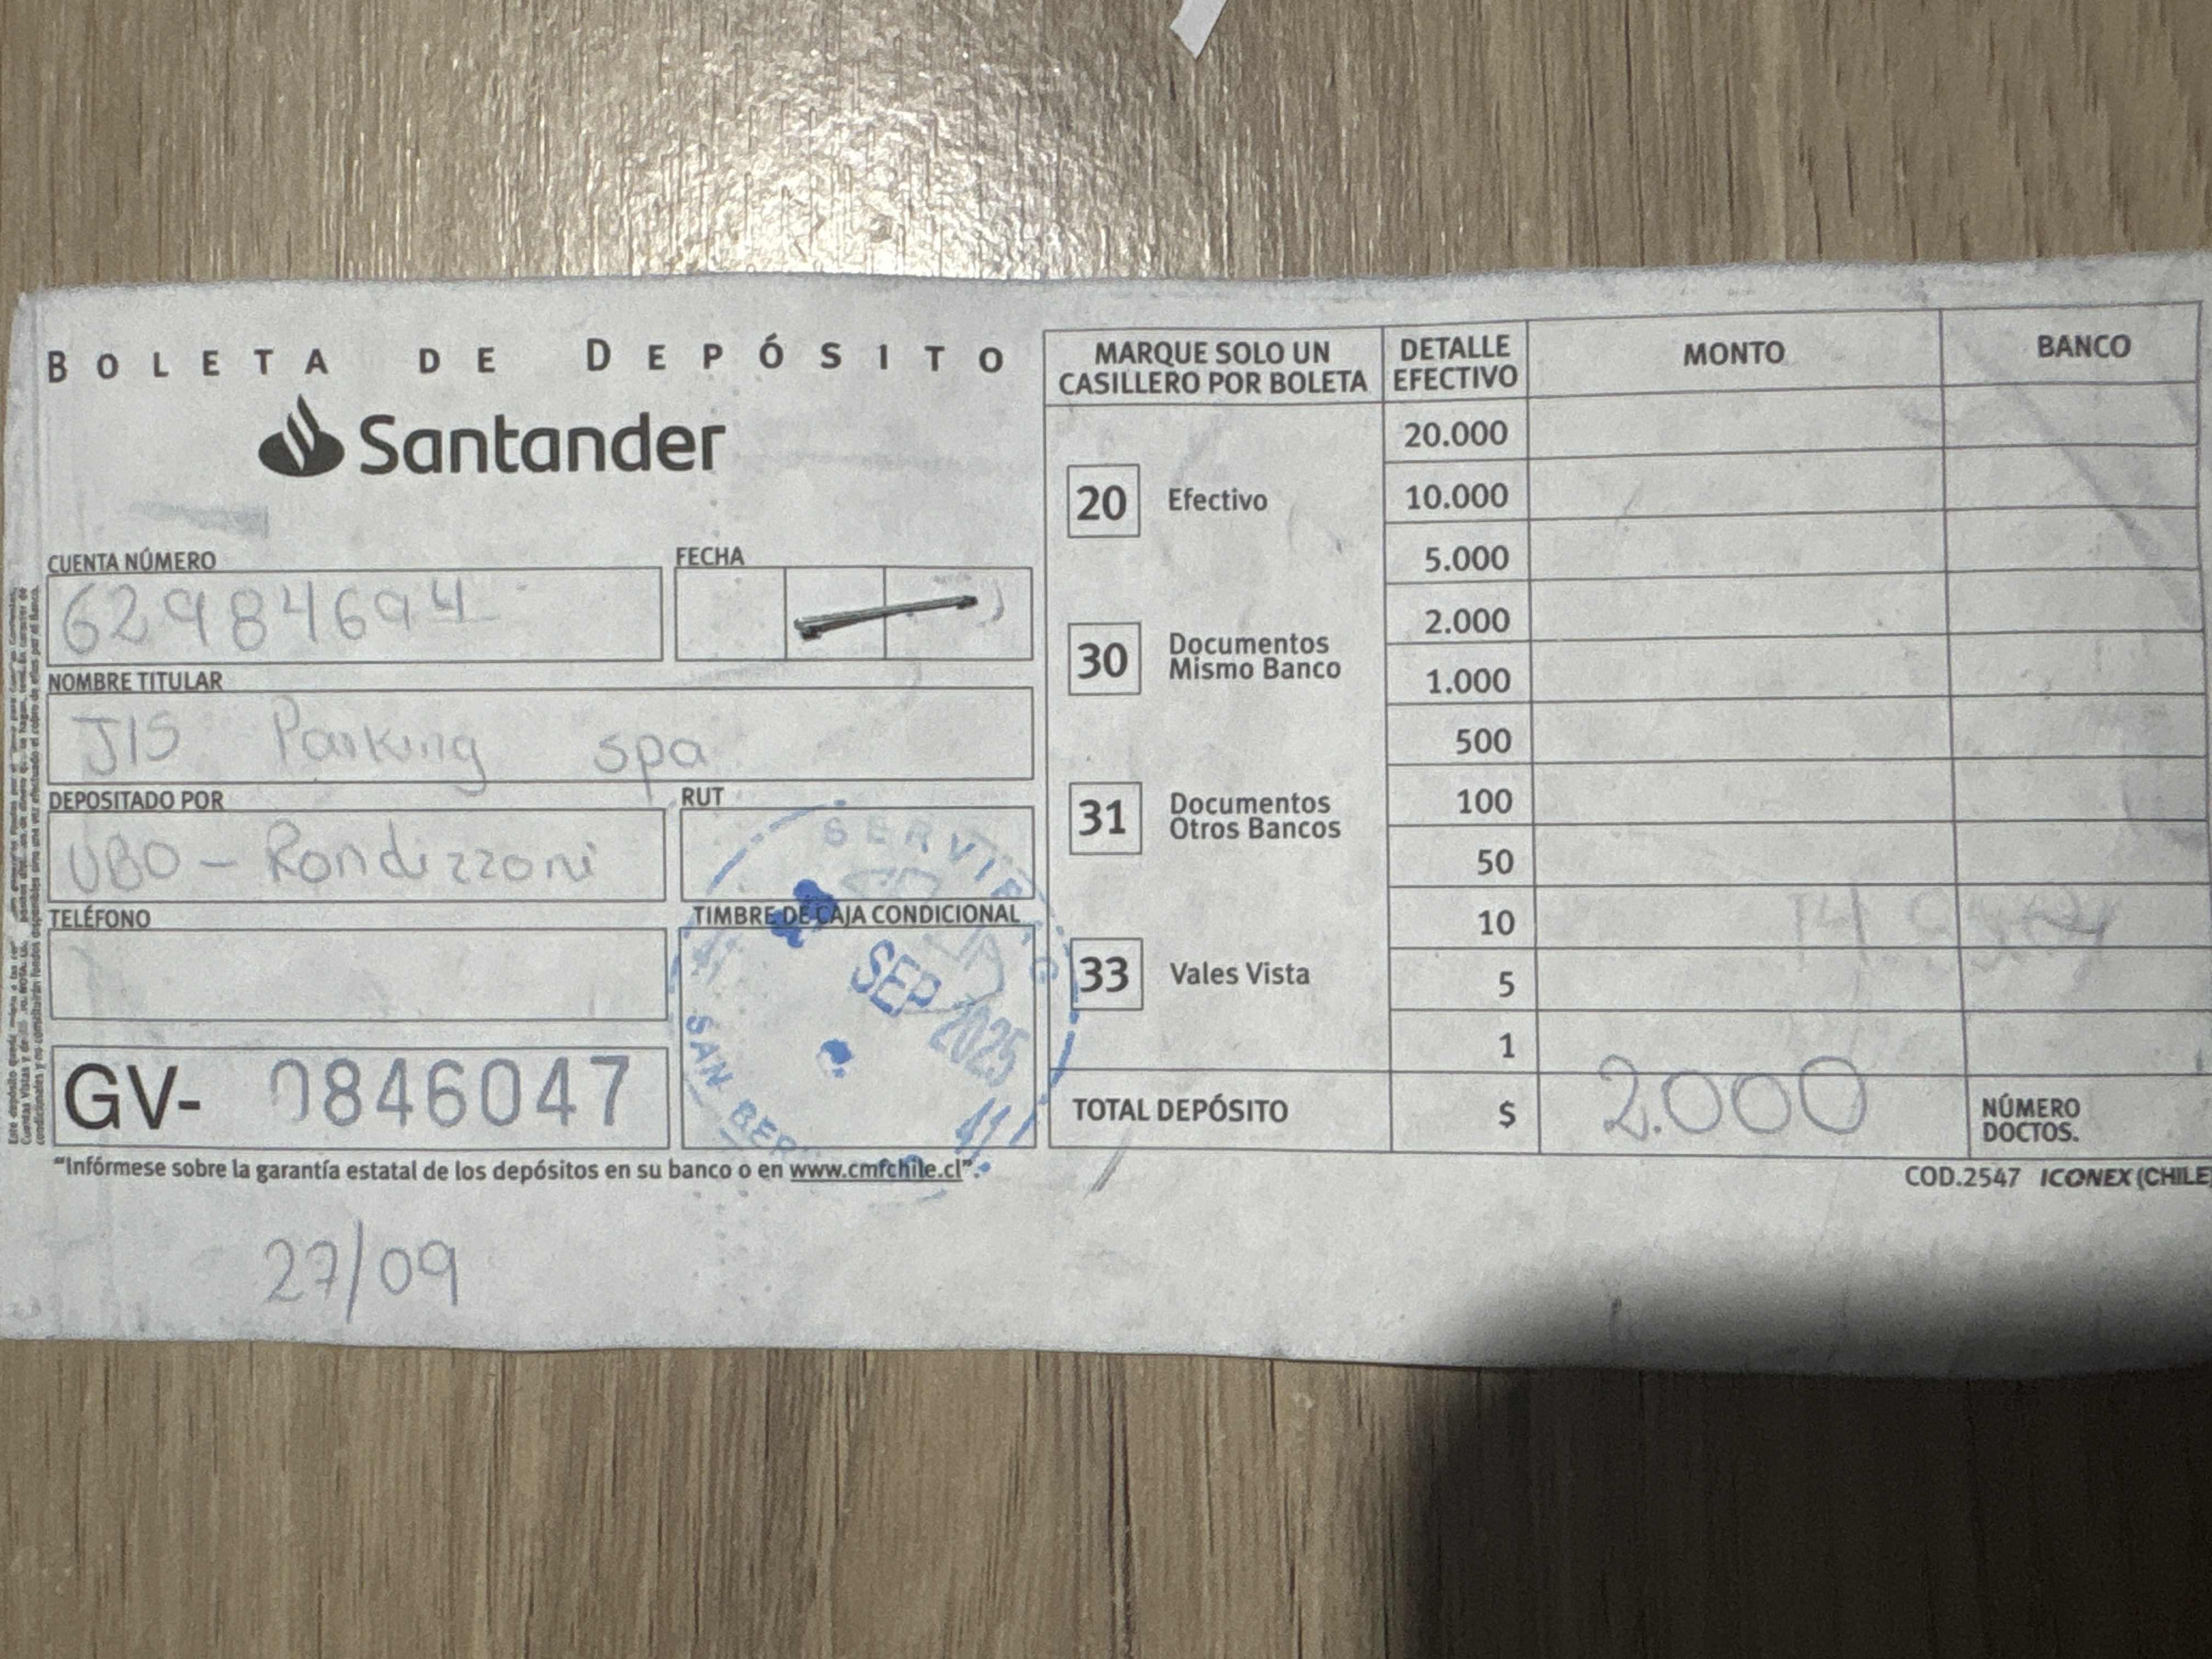 BOLETA DE DEPÓSITO
Santander
CUENTA NÚMERO
629846944
FECHA
NOMBRE TITULAR
JIS Parking spa
DEPOSITADO POR
UBO - Rondizzoni
RUT
TELÉFONO
TIMBRE DE CAJA CONDICIONAL
SERVIE
SEP 2025
SAN BER
GV- 0846047
"Infórmese sobre la garantía estatal de los depósitos en su banco o en www.cmfchile.cl".
27/09
MARQUE SOLO UN CASILLERO POR BOLETA
20 Efectivo
30 Documentos Mismo Banco
31 Documentos Otros Bancos
33 Vales Vista
DETALLE EFECTIVO
MONTO
BANCO
20.000
10.000
5.000
2.000
1.000
500
100
50
10
5
1
TOTAL DEPÓSITO $ 2.000
NÚMERO DOCTOS.
COD.2547 ICONEX (CHILE)